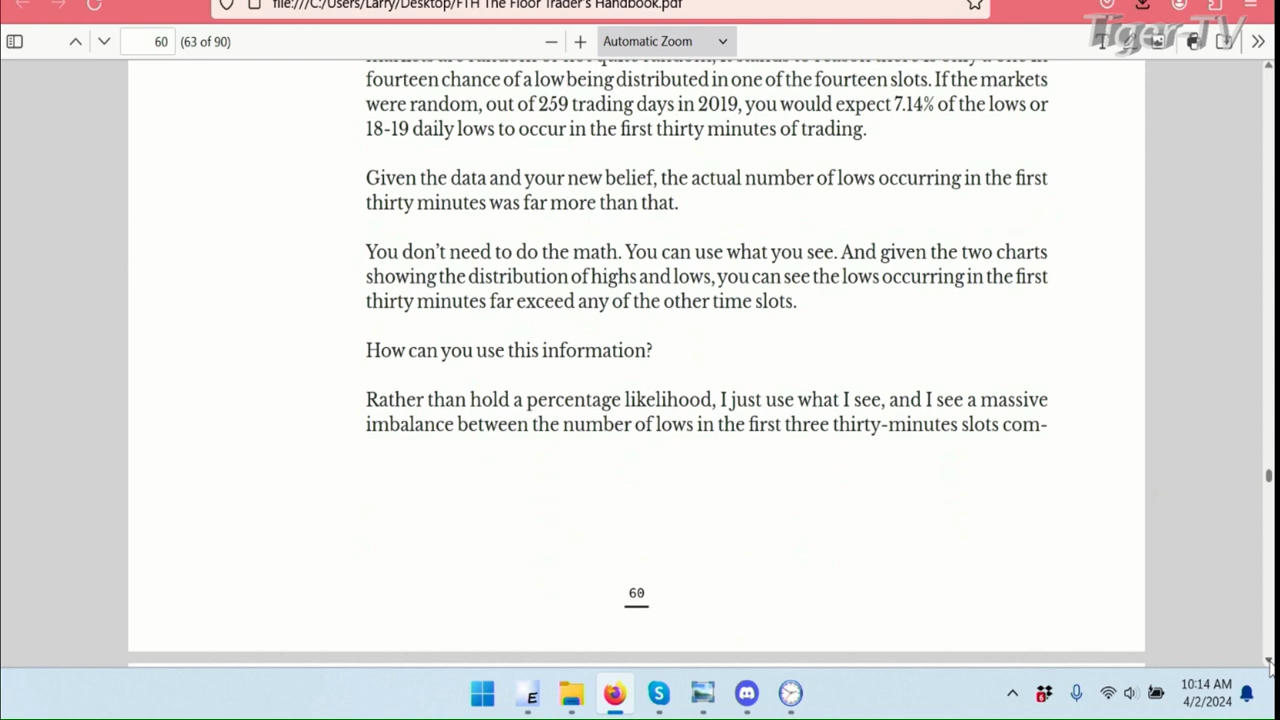 file:///C:/Users/Larry/Desktop/FTH The Floor Trader's Handbook.pdf
Tiger-TV
60
(63 of 90)
Automatic Zoom
fourteen chance of a low being distributed in one of the fourteen slots. If the markets
were random, out of 259 trading days in 2019, you would expect 7.14% of the lows or
18-19 daily lows to occur in the first thirty minutes of trading.
Given the data and your new belief, the actual number of lows occurring in the first
thirty minutes was far more than that.
You don't need to do the math. You can use what you see. And given the two charts
showing the distribution of highs and lows, you can see the lows occurring in the first
thirty minutes far exceed any of the other time slots.
How can you use this information?
Rather than hold a percentage likelihood, I just use what I see, and I see a massive
imbalance between the number of lows in the first three thirty-minutes slots com-
60
10:14 AM
4/2/2024